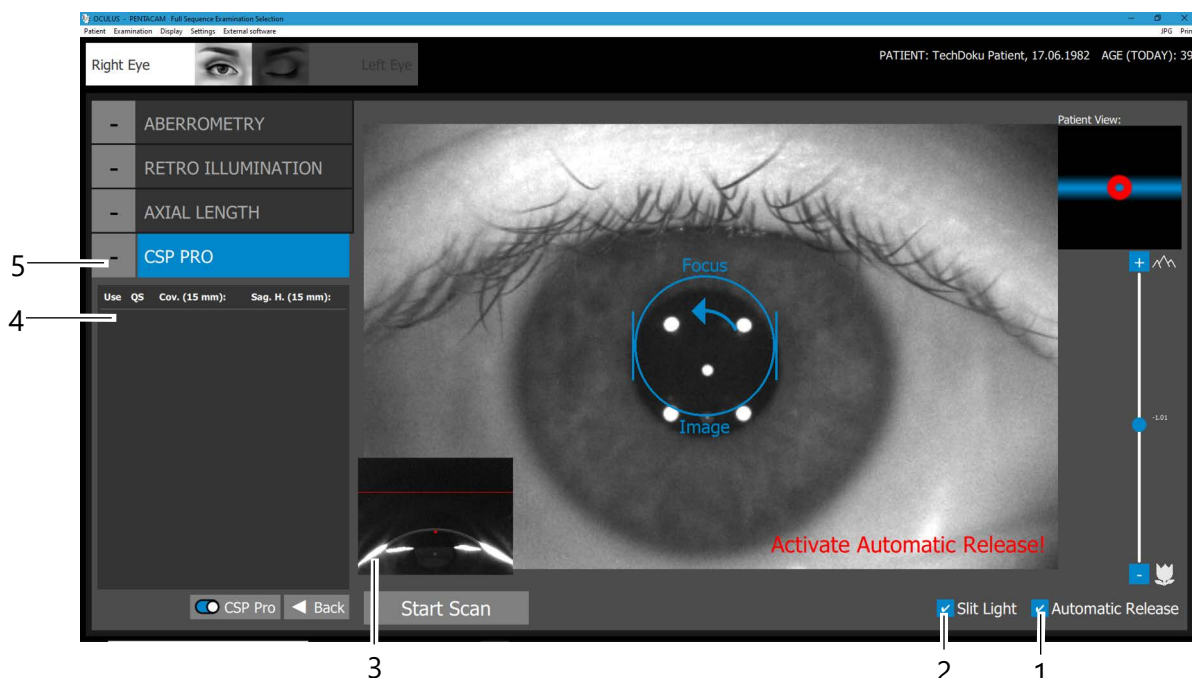 OCULUS - PENTACAM Full Sequence Examination Selection
Patient Examination Display Settings External software JPG Prin
Right Eye Left Eye PATIENT: TechDoku Patient, 17.06.1982 AGE (TODAY): 39
- ABERROMETRY
Patient View:
- RETRO ILLUMINATION
- AXIAL LENGTH
5 - CSP PRO
+
Focus
Use QS Cov. (15 mm): Sag. H. (15 mm):
4
-1.01
Image
Activate Automatic Release!
-
CSP Pro Back Start Scan Slit Light Automatic Release
3 2 1